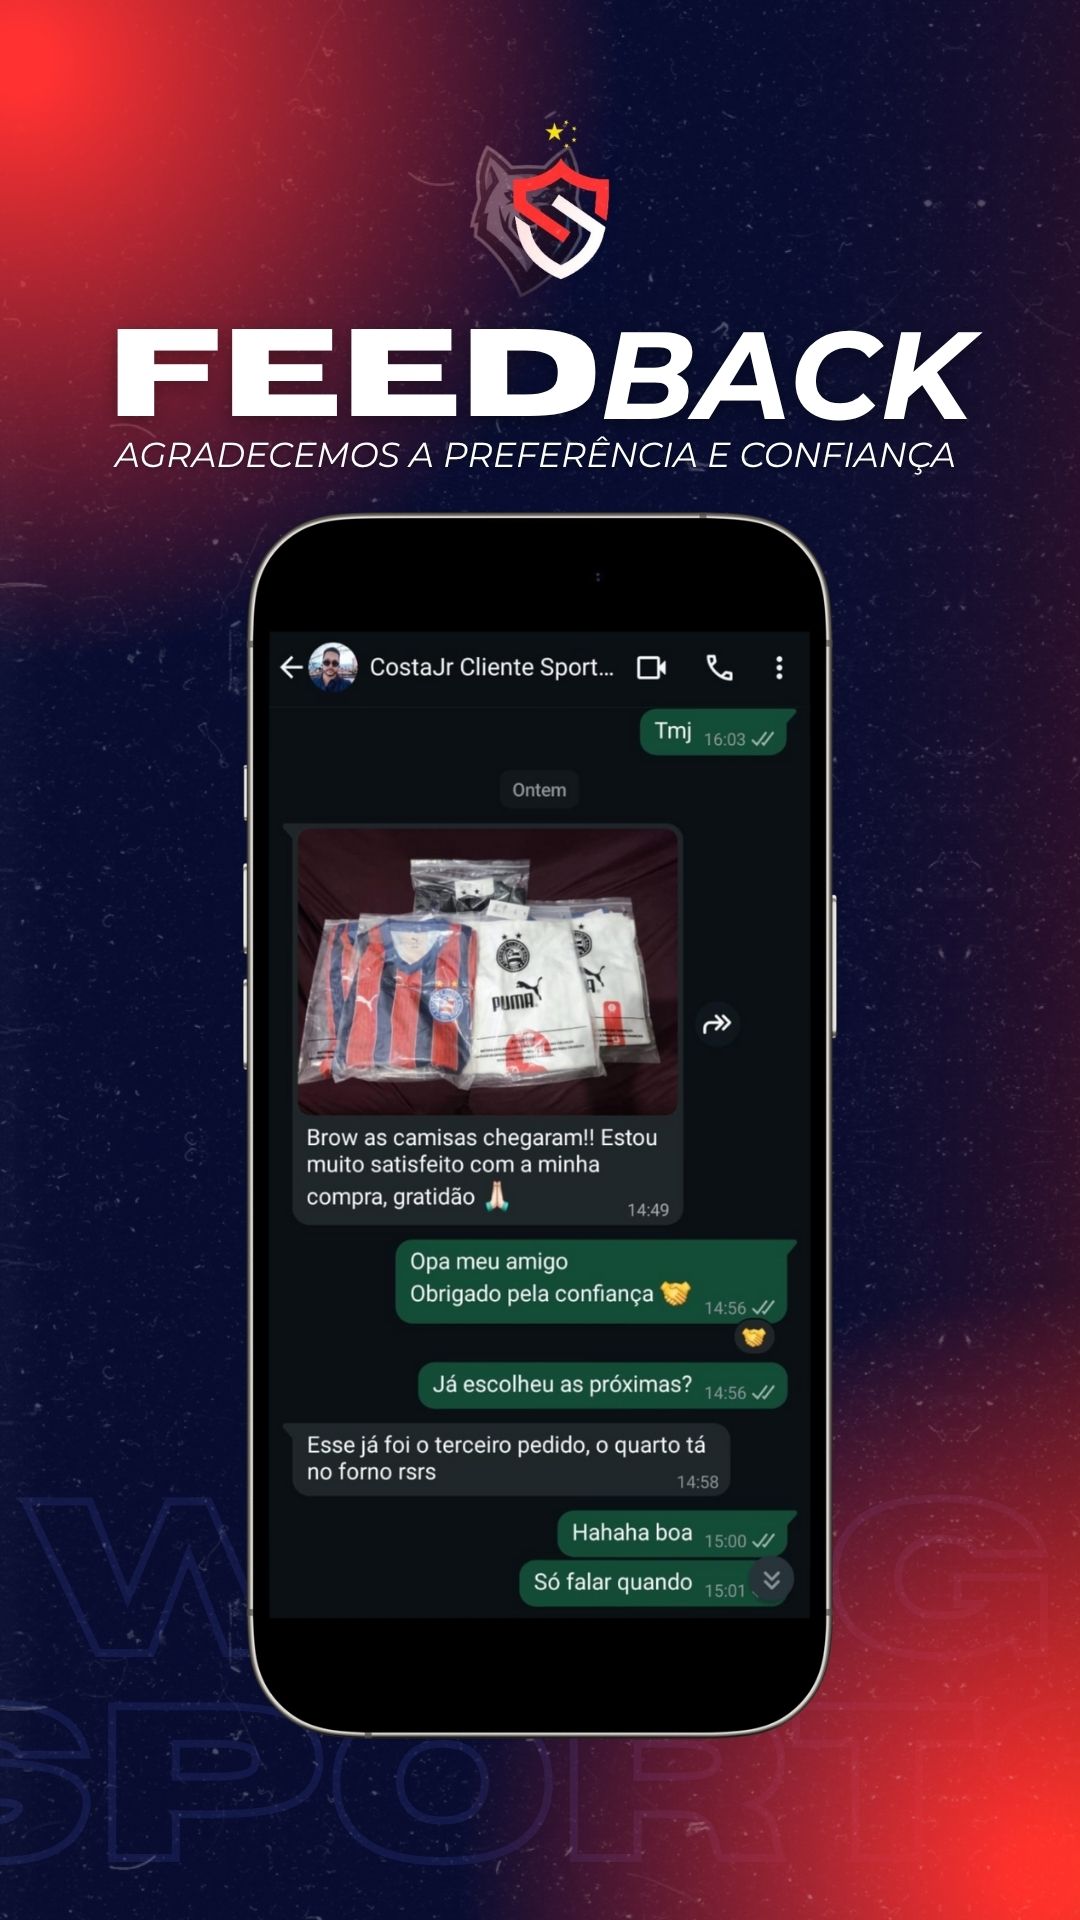 FEEDBACK
AGRADECEMOS A PREFERÊNCIA E CONFIANÇA
CostaJr Cliente Sport...
Tmj 16:03
Ontem
PUMA
Brow as camisas chegaram!! Estou
muito satisfeito com a minha
compra, gratidão 🙏🏻
14:49
Opa meu amigo
Obrigado pela confiança 🤝 14:56
🤝
Já escolheu as próximas? 14:56
Esse já foi o terceiro pedido, o quarto tá
no forno rsrs 14:58
Hahaha boa 15:00
Só falar quando 15:01
SPORTS